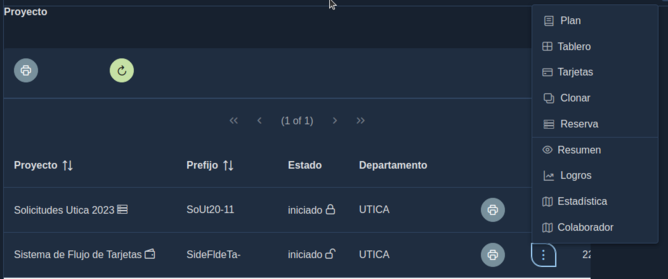 Proyecto
Plan
Tablero
Tarjetas
Clonar
Reserva
Resumen
Logros
Estadística
Colaborador
(1 of 1)
Proyecto Prefijo Estado Departamento
Solicitudes Utica 2023 SoUt20-11 iniciado UTICA
Sistema de Flujo de Tarjetas SideFldeTa- iniciado UTICA